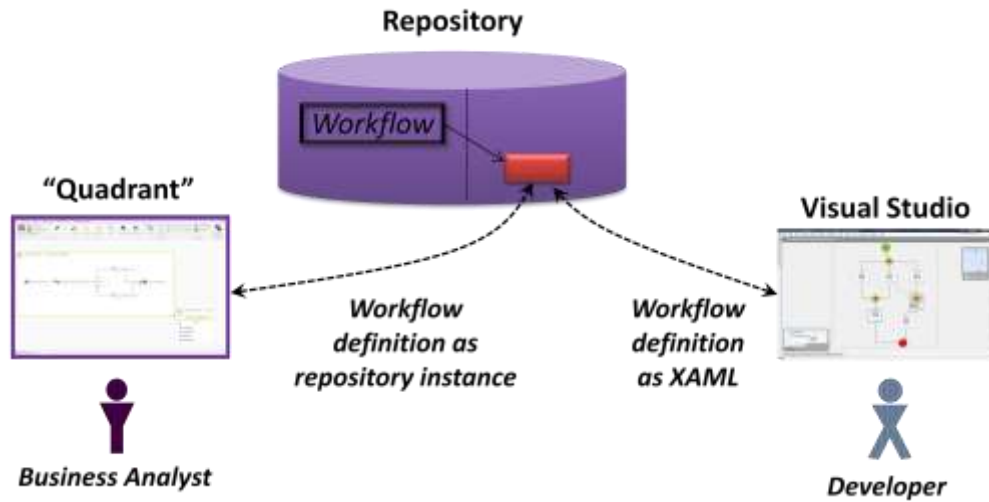 Repository
Workflow
“Quadrant”
Visual Studio
Workflow
definition as
repository instance
Workflow
definition
as XAML
Business Analyst
Developer